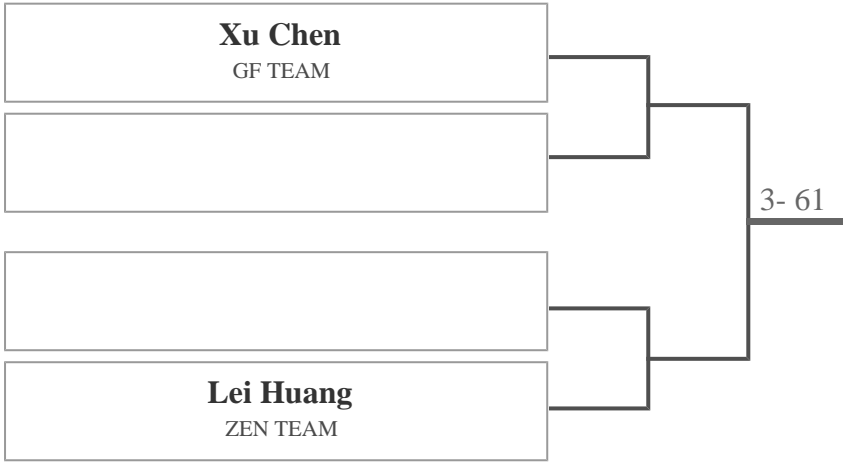 Xu Chen
GF TEAM
3- 61
Lei Huang
ZEN TEAM